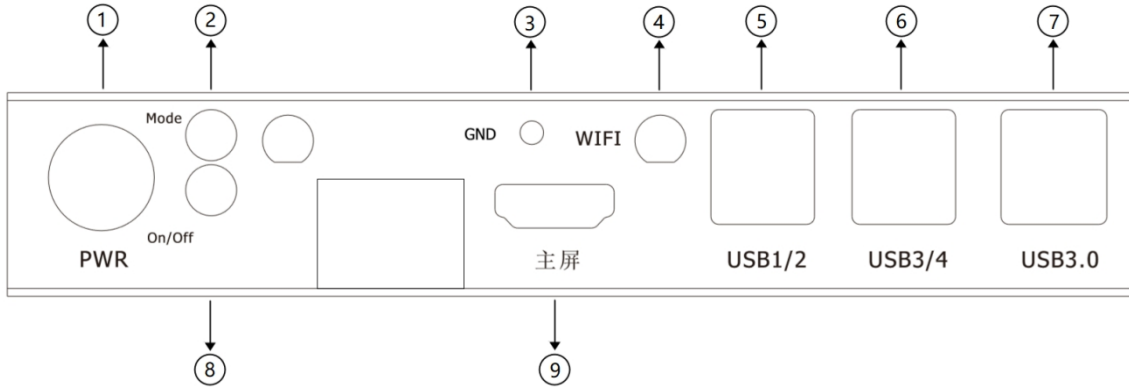 ① ② ③ ④ ⑤ ⑥ ⑦
Mode
GND WIFI
On/Off
PWR 主屏 USB1/2 USB3/4 USB3.0
⑧ ⑨